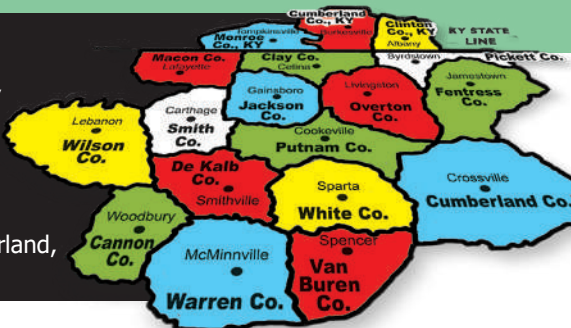 Cumberland
Co., KY
Burkesville
Tompkinsville
Monroe
Co., KY
Clinton
Co., KY
Albany
KY STATE
LINE
Macon Co.
Lafayette
Clay Co.
Celina
Byrdstown
Pickett Co.
Gainsboro
Jackson
Co.
Livingston
Overton
Co.
Jamestown
Fentress
Co.
Lebanon
Wilson
Co.
Carthage
Smith
Co.
Cookeville
Putnam Co.
De Kalb
Co.
Smithville
Sparta
White Co.
Crossville
Cumberland Co.
Woodbury
Cannon
Co.
rland,
McMinnville
Warren Co.
Spencer
Van
Buren
Co.